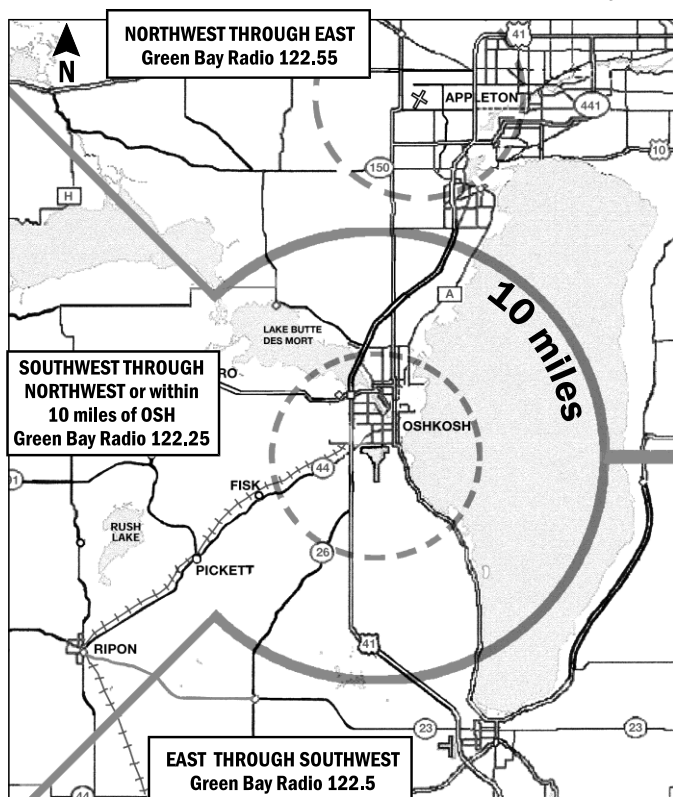 NORTHWEST THROUGH EAST
Green Bay Radio 122.55
N
41
APPLETON
441
150
10
H
A
10 miles
LAKE BUTTE
DES MORT
SOUTHWEST THROUGH
NORTHWEST or within
10 miles of OSH
Green Bay Radio 122.25
RO
OSHKOSH
44
FISK
91
RUSH
LAKE
26
PICKETT
41
RIPON
23
23
EAST THROUGH SOUTHWEST
Green Bay Radio 122.5
44